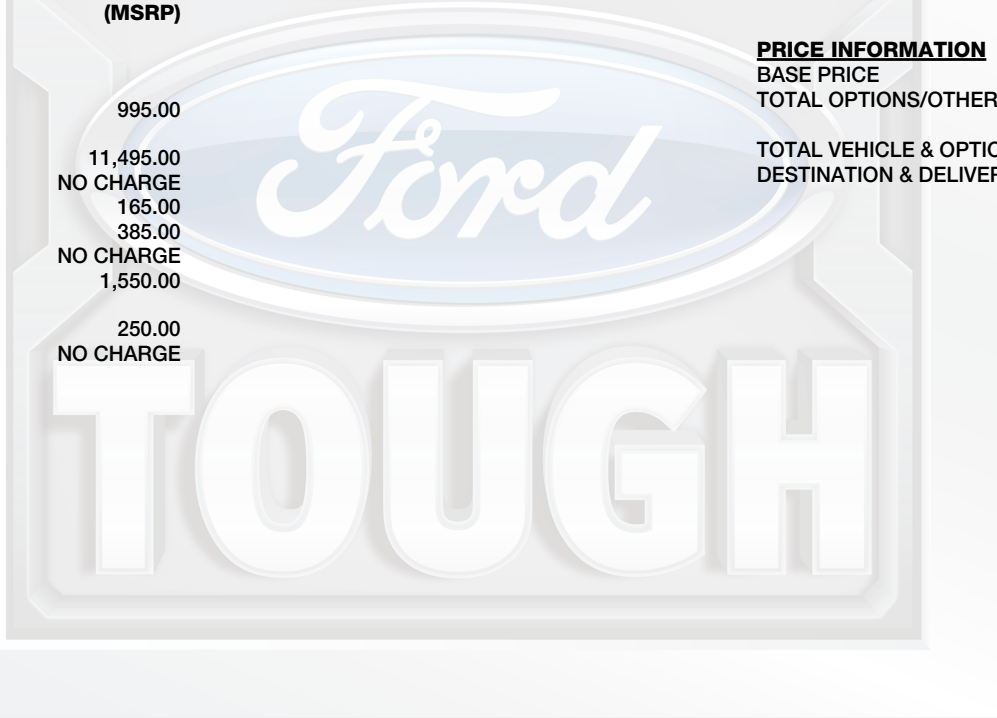 (MSRP)
995.00
11,495.00
NO CHARGE
165.00
385.00
NO CHARGE
1,550.00
250.00
NO CHARGE
PRICE INFORMATION
BASE PRICE
TOTAL OPTIONS/OTHER
TOTAL VEHICLE & OPTIO
DESTINATION & DELIVER
Ford
TOUGH